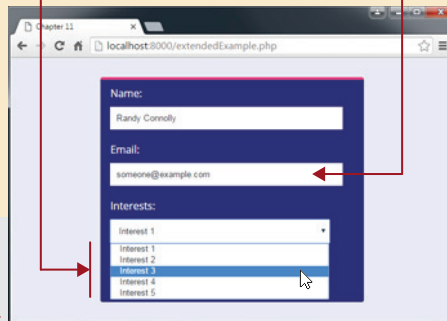 Chapter 11
localhost:8000/extendedExample.php
Name:
Randy Connolly
Email:
someone@example.com
Interests:
Interest 1
Interest 1
Interest 2
Interest 3
Interest 4
Interest 5